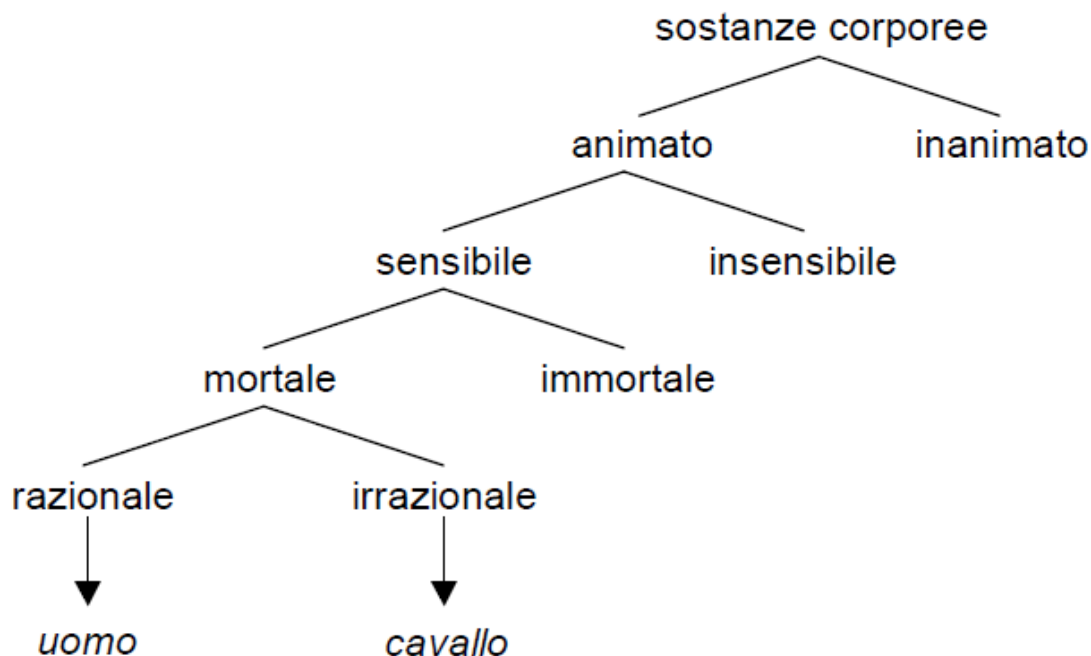 sostanze corporee
animato inanimato
sensibile insensibile
mortale immortale
razionale irrazionale
uomo cavallo